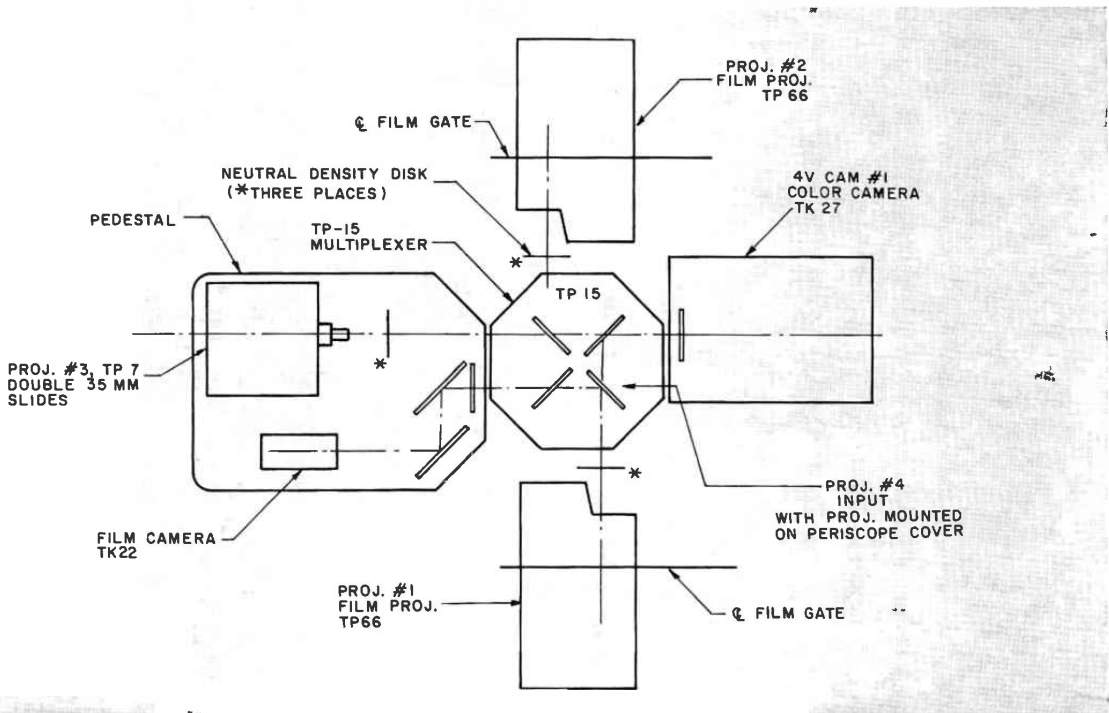 PROJ. #2
FILM PROJ.
TP 66
℄ FILM GATE
NEUTRAL DENSITY DISK
(*THREE PLACES)
4V CAM #1
COLOR CAMERA
TK 27
PEDESTAL
TP-15
MULTIPLEXER
*
TP 15
PROJ. #3, TP 7
DOUBLE 35 MM
SLIDES
*
*
PROJ. #4
INPUT
WITH PROJ. MOUNTED
ON PERISCOPE COVER
FILM CAMERA
TK22
PROJ. #1
FILM PROJ.
TP66
℄ FILM GATE